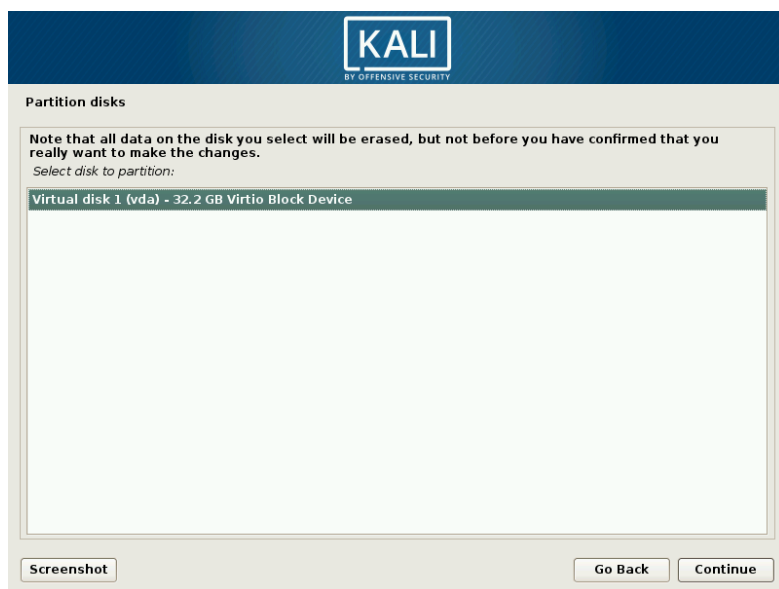 KALI
BY OFFENSIVE SECURITY
Partition disks
Note that all data on the disk you select will be erased, but not before you have confirmed that you
really want to make the changes.
Select disk to partition:
Virtual disk 1 (vda) - 32.2 GB Virtio Block Device
Screenshot
Go Back
Continue